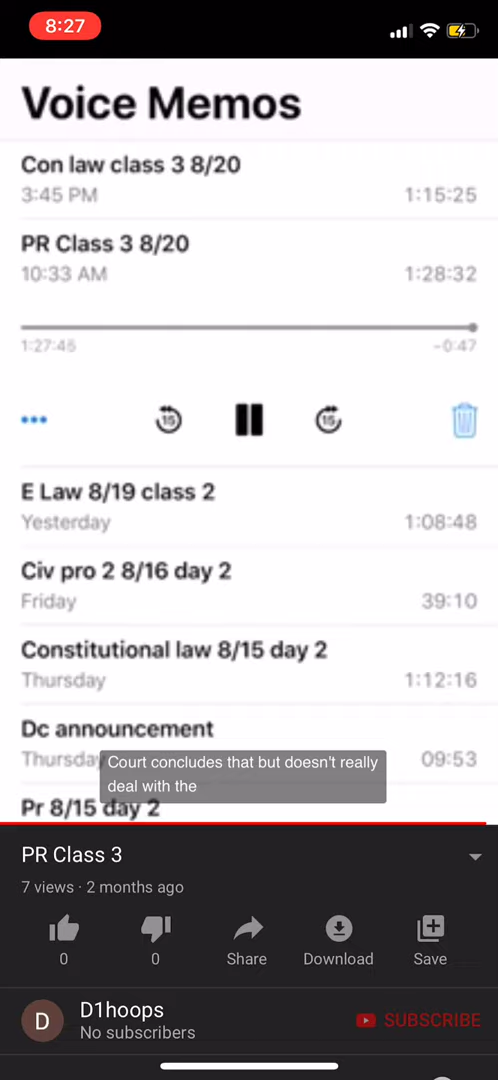 8:27
Voice Memos
Con law class 3 8/20
3:45 PM 1:15:25
PR Class 3 8/20
10:33 AM 1:28:32
1:27:45 -0:47
15 15
E Law 8/19 class 2
Yesterday 1:08:48
Civ pro 2 8/16 day 2
Friday 39:10
Constitutional law 8/15 day 2
Thursday 1:12:16
Dc announcement
Thursday 09:53
Court concludes that but doesn't really
deal with the
Pr 8/15 day 2
PR Class 3
7 views · 2 months ago
0 0 Share Download Save
D D1hoops
No subscribers
SUBSCRIBE